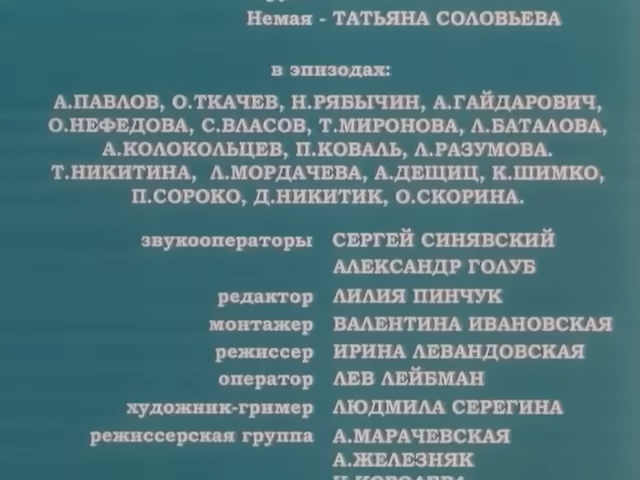 Немая - ТАТЬЯНА СОЛОВЬЕВА
в эпизодах:
А.ПАВЛОВ, О.ТКАЧЕВ, Н.РЯБЫЧИН, А.ГАЙДАРОВИЧ,
О.НЕФЕДОВА, С.ВЛАСОВ, Т.МИРОНОВА, Л.БАТАЛОВА,
А.КОЛОКОЛЬЦЕВ, П.КОВАЛЬ, Л.РАЗУМОВА.
Т.НИКИТИНА, Л.МОРДАЧЕВА, А.ДЕЩИЦ, К.ШИМКО,
П.СОРОКО, Д.НИКИТИК, О.СКОРИНА.
звукооператоры СЕРГЕЙ СИНЯВСКИЙ
АЛЕКСАНДР ГОЛУБ
редактор ЛИЛИЯ ПИНЧУК
монтажер ВАЛЕНТИНА ИВАНОВСКАЯ
режиссер ИРИНА ЛЕВАНДОВСКАЯ
оператор ЛЕВ ЛЕЙБМАН
художник-гример ЛЮДМИЛА СЕРЕГИНА
режиссерская группа А.МАРАЧЕВСКАЯ
А.ЖЕЛЕЗНЯК